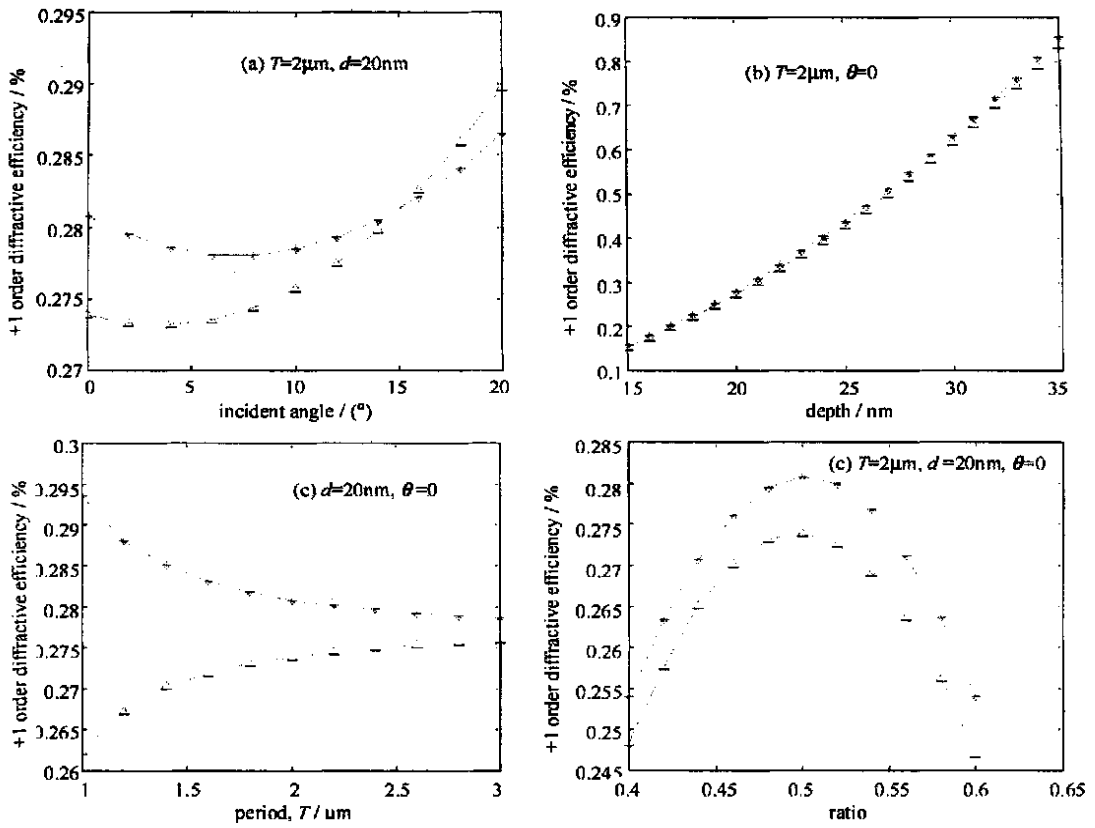 0.295
0.29
0.285
0.28
0.275
0.27
+1 order diffractive efficiency / %
(a) T=2μm, d=20nm
0 5 10 15 20
incident angle / (°)
0.9
0.8
0.7
0.6
0.5
0.4
0.3
0.2
0.1
+1 order diffractive efficiency / %
(b) T=2μm, θ=0
15 20 25 30 35
depth / nm
0.3
0.295
0.29
0.285
0.28
0.275
0.27
0.265
0.26
+1 order diffractive efficiency / %
(c) d=20nm, θ=0
1 1.5 2 2.5 3
period, T / um
0.285
0.28
0.275
0.27
0.265
0.26
0.255
0.25
0.245
+1 order diffractive efficiency / %
(c) T=2μm, d=20nm, θ=0
0.4 0.45 0.5 0.55 0.6 0.65
ratio